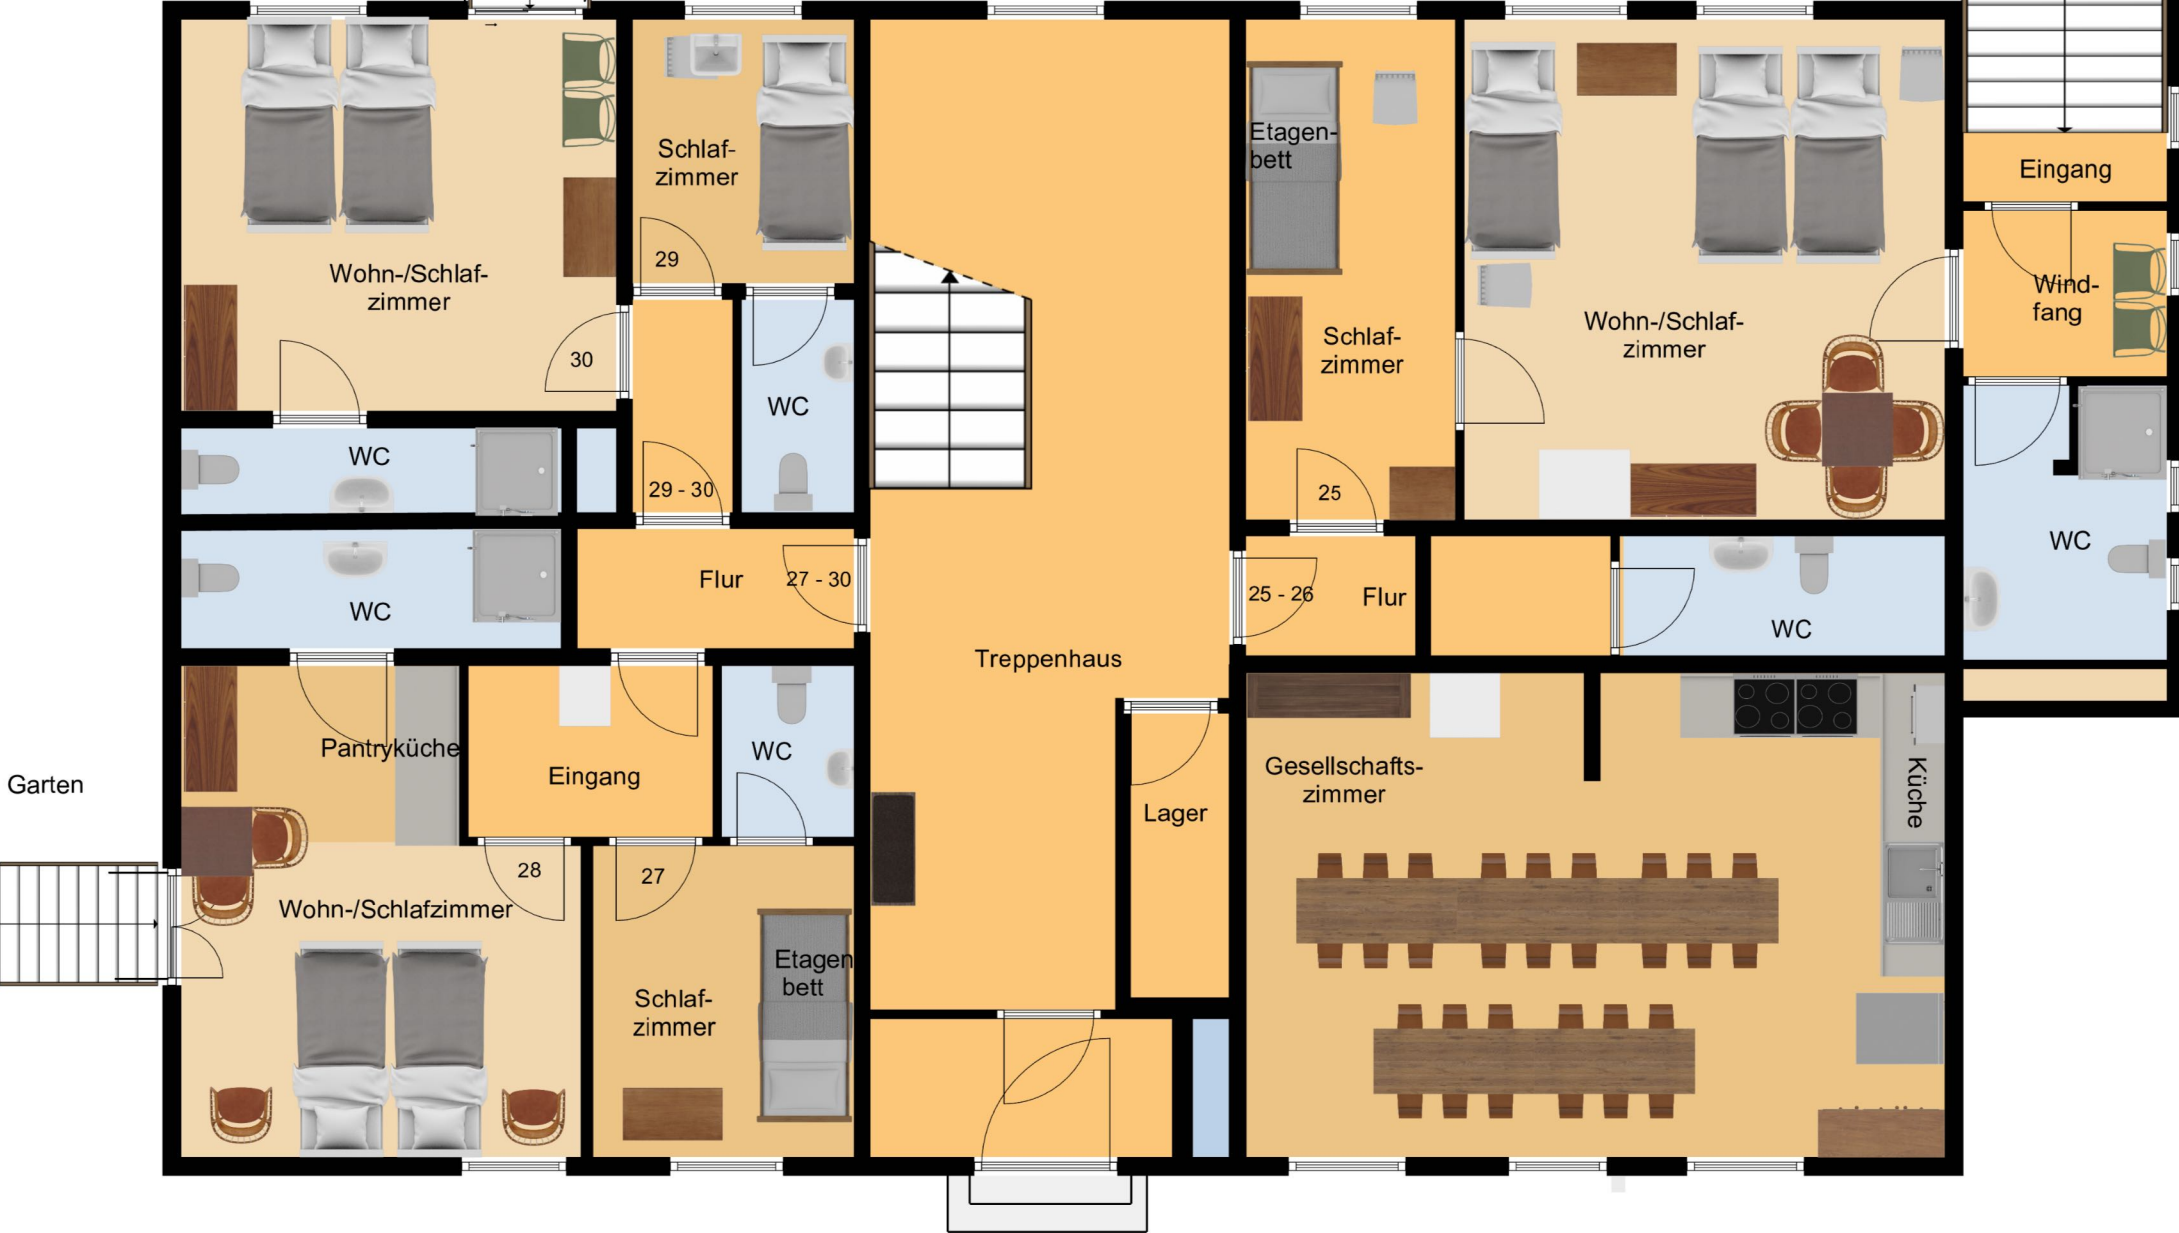 Schlaf-
zimmer
29
Wohn-/Schlaf-
zimmer
30
WC
WC
29 - 30
WC
WC
Flur
27 - 30
Pantryküche
Eingang
WC
Garten
28
27
Wohn-/Schlafzimmer
Schlaf-
zimmer
Etagen
bett
Treppenhaus
Lager
Etagen-
bett
Schlaf-
zimmer
25
Wohn-/Schlaf-
zimmer
Eingang
Wind-
fang
WC
25 - 26
Flur
WC
Gesellschafts-
zimmer
Küche